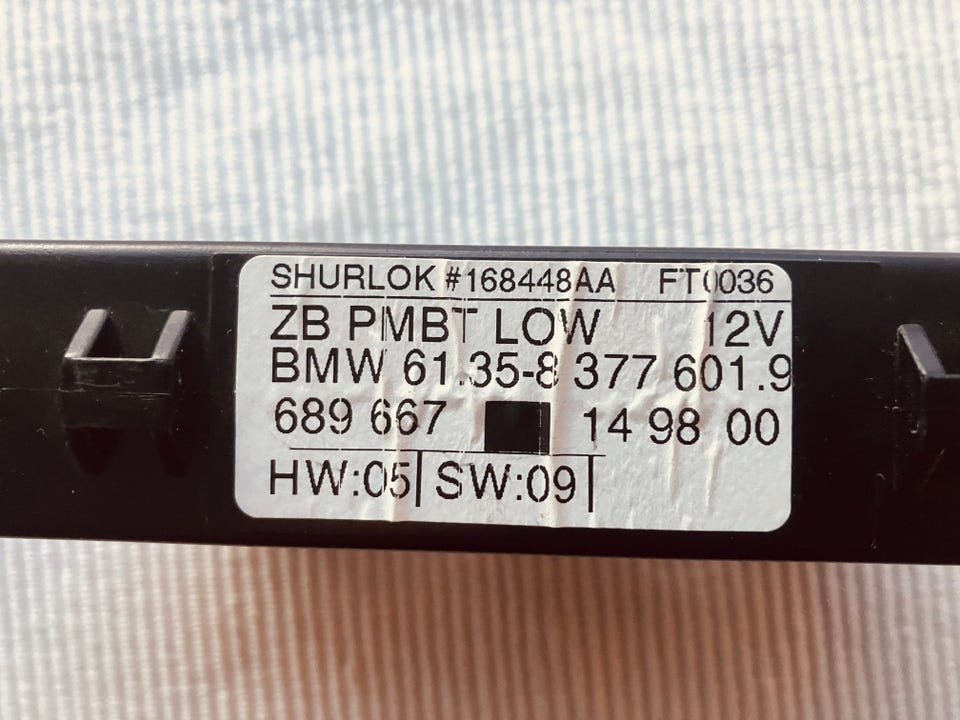 SHURLOK #168448AA FT0036
ZB PMBT LOW 12V
BMW 61.35-8 377 601.9
689 667 14 98 00
HW:05 SW:09